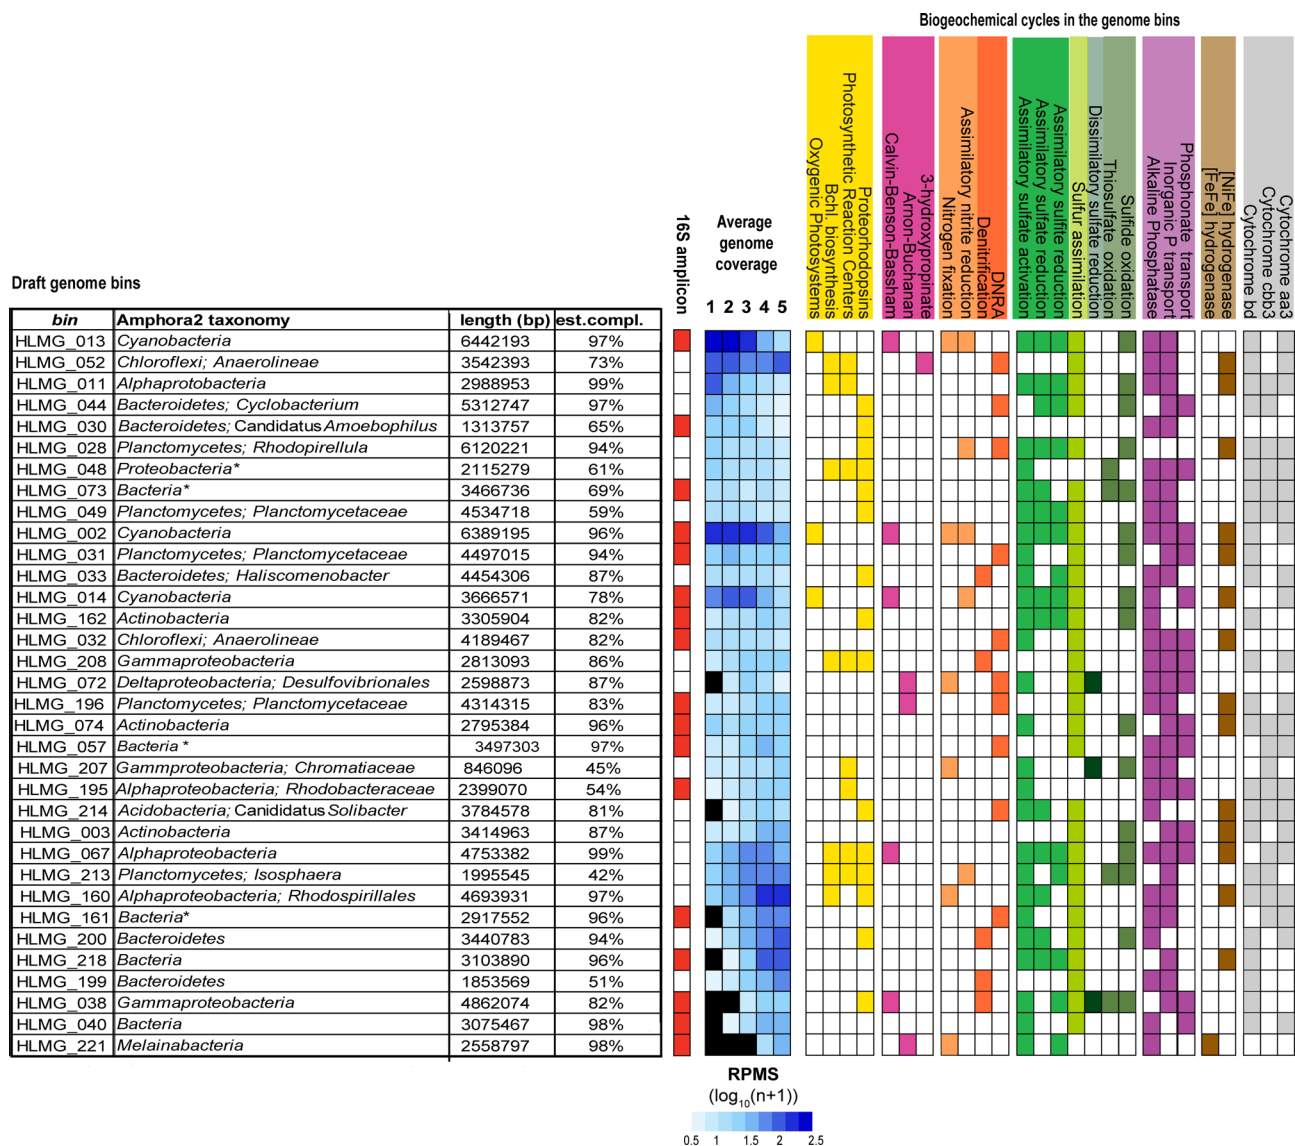 Biogeochemical cycles in the genome bins
Oxygenic Photosystems
Bchl. biosynthesis
Photosynthetic Reaction Centers
Proteorhodopsins
Calvin-Benson-Bassham
Arnon-Buchanan
3-hydroxypropinate
Nitrogen fixation
Assimilatory nitrite reduction
Denitrification
DNRA
Assimilatory sulfate activation
Assimilatory sulfate reduction
Assimilatory sulfite reduction
Sulfur assimilation
Dissimilatory sulfate reduction
Thiosulfate oxidation
Sulfide oxidation
Alkaline Phosphatase
Inorganic P transport
Phosphonate transport
[FeFe] hydrogenase
[NiFe] hydrogenase
Cytochrome bd
Cytochrome cbb3
Cytochrome aa3
16S amplicon
Average
genome
coverage
1 2 3 4 5
Draft genome bins
bin Amphora2 taxonomy length (bp) est.compl.
HLMG_013 Cyanobacteria 6442193 97%
HLMG_052 Chloroflexi; Anaerolineae 3542393 73%
HLMG_011 Alphaprotobacteria 2988953 99%
HLMG_044 Bacteroidetes; Cyclobacterium 5312747 97%
HLMG_030 Bacteroidetes; Candidatus Amoebophilus 1313757 65%
HLMG_028 Planctomycetes; Rhodopirellula 6120221 94%
HLMG_048 Proteobacteria* 2115279 61%
HLMG_073 Bacteria* 3466736 69%
HLMG_049 Planctomycetes; Planctomycetaceae 4534718 59%
HLMG_002 Cyanobacteria 6389195 96%
HLMG_031 Planctomycetes; Planctomycetaceae 4497015 94%
HLMG_033 Bacteroidetes; Haliscomenobacter 4454306 87%
HLMG_014 Cyanobacteria 3666571 78%
HLMG_162 Actinobacteria 3305904 82%
HLMG_032 Chloroflexi; Anaerolineae 4189467 82%
HLMG_208 Gammaproteobacteria 2813093 86%
HLMG_072 Deltaproteobacteria; Desulfovibrionales 2598873 87%
HLMG_196 Planctomycetes; Planctomycetaceae 4314315 83%
HLMG_074 Actinobacteria 2795384 96%
HLMG_057 Bacteria * 3497303 97%
HLMG_207 Gammproteobacteria; Chromatiaceae 846096 45%
HLMG_195 Alphaproteobacteria; Rhodobacteraceae 2399070 54%
HLMG_214 Acidobacteria; Candidatus Solibacter 3784578 81%
HLMG_003 Actinobacteria 3414963 87%
HLMG_067 Alphaproteobacteria 4753382 99%
HLMG_213 Planctomycetes; Isosphaera 1995545 42%
HLMG_160 Alphaproteobacteria; Rhodospirillales 4693931 97%
HLMG_161 Bacteria* 2917552 96%
HLMG_200 Bacteroidetes 3440783 94%
HLMG_218 Bacteria 3103890 96%
HLMG_199 Bacteroidetes 1853569 51%
HLMG_038 Gammaproteobacteria 4862074 82%
HLMG_040 Bacteria 3075467 98%
HLMG_221 Melainabacteria 2558797 98%
RPMS
(log10(n+1))
0.5 1 1.5 2 2.5